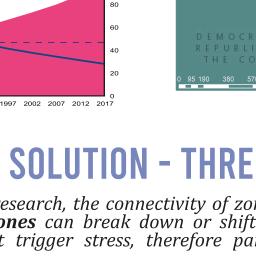 80
60
40
20
0
1997 2002 2007 2012 2017
DEMOCR
REPUBLI
THE CO
0 95 190 380 570
SOLUTION - THRE
research, the connectivity of zo
ones can break down or shift
t trigger stress, therefore pa